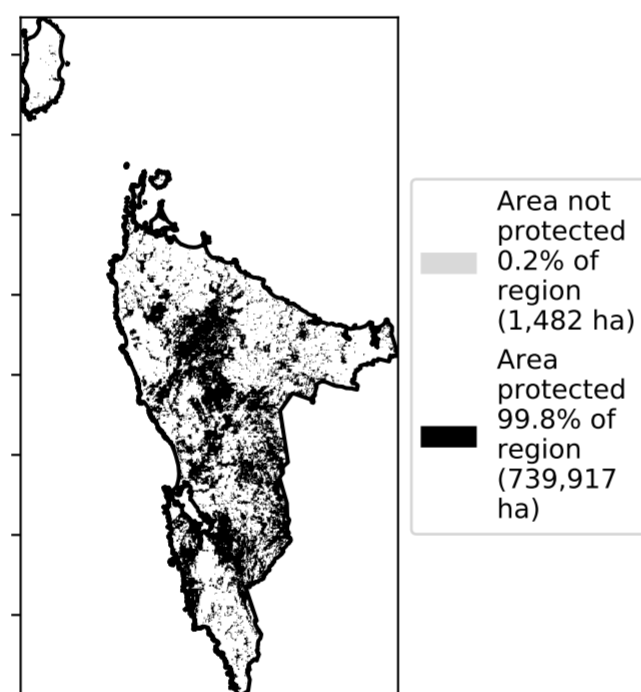 Area not
protected
0.2% of
region
(1,482 ha)
Area
protected
99.8% of
region
(739,917
ha)